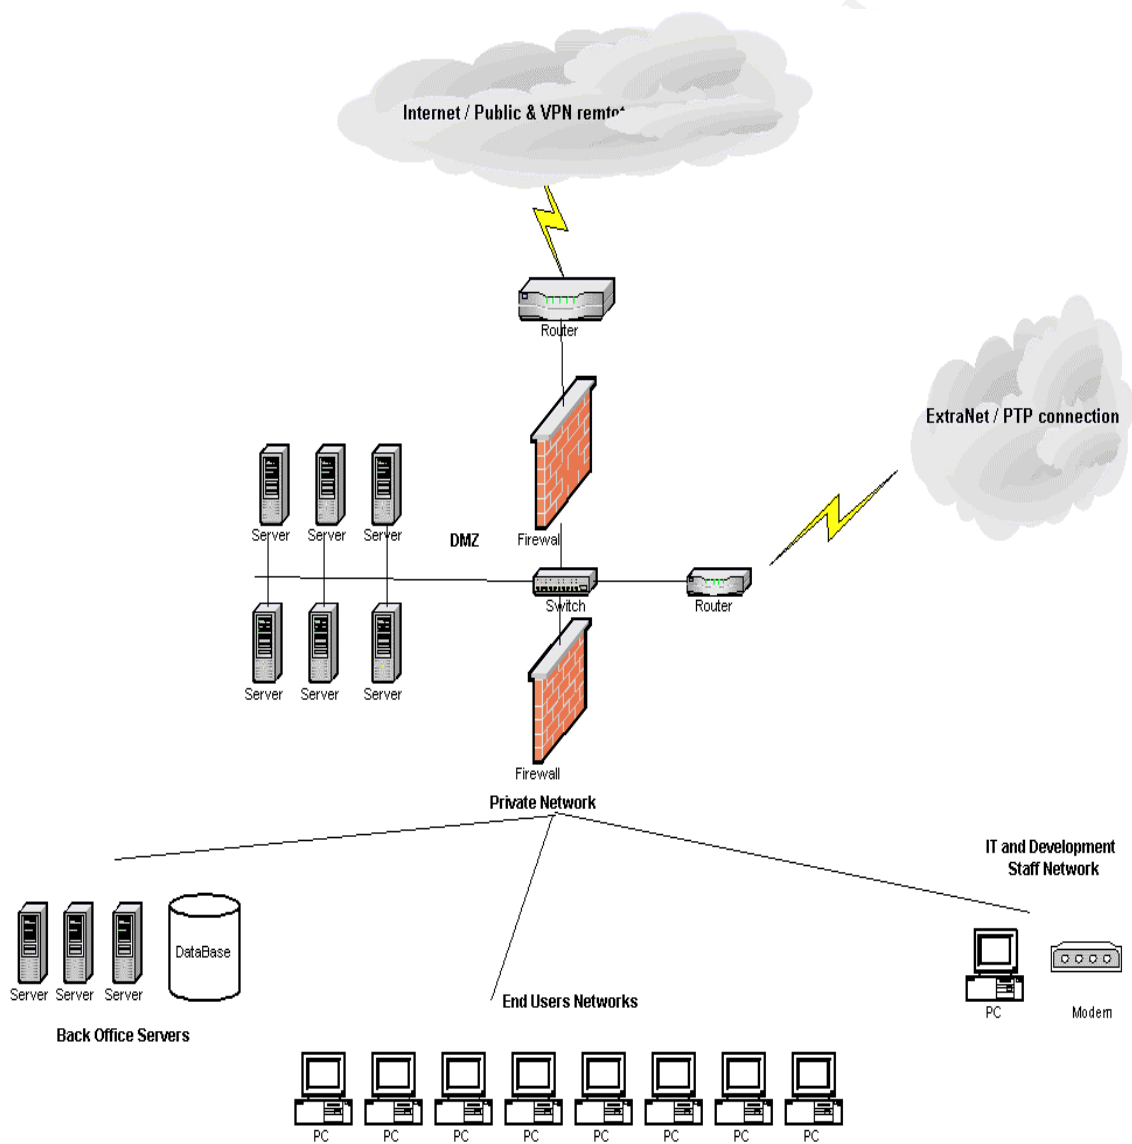 Internet / Public & VPN
Router
ExtraNet / PTP connection
Server Server Server
DMZ
Firewal
Switch
Router
Server Server Server
Firewall
Private Network
IT and Development
Staff Network
DataBase
Server Server Server
End Users Networks
PC
Modem
Back Office Servers
PC PC PC PC PC PC PC PC